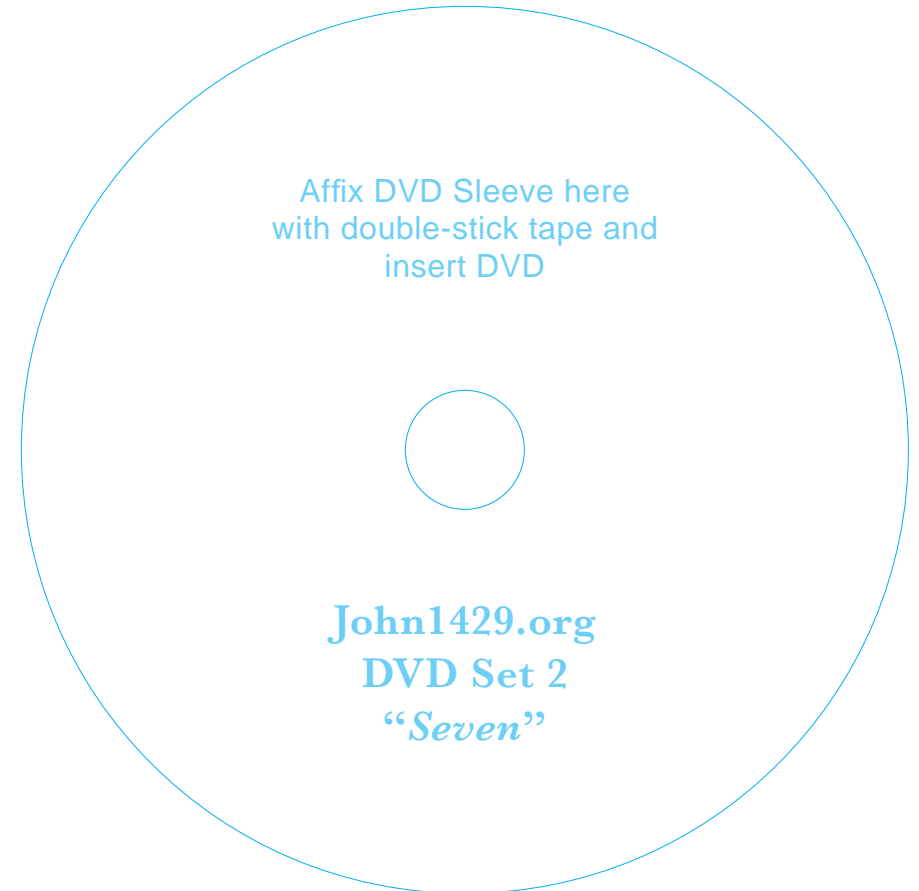 Affix DVD Sleeve here
with double-stick tape and
insert DVD
John1429.org
DVD Set 2
“Seven”